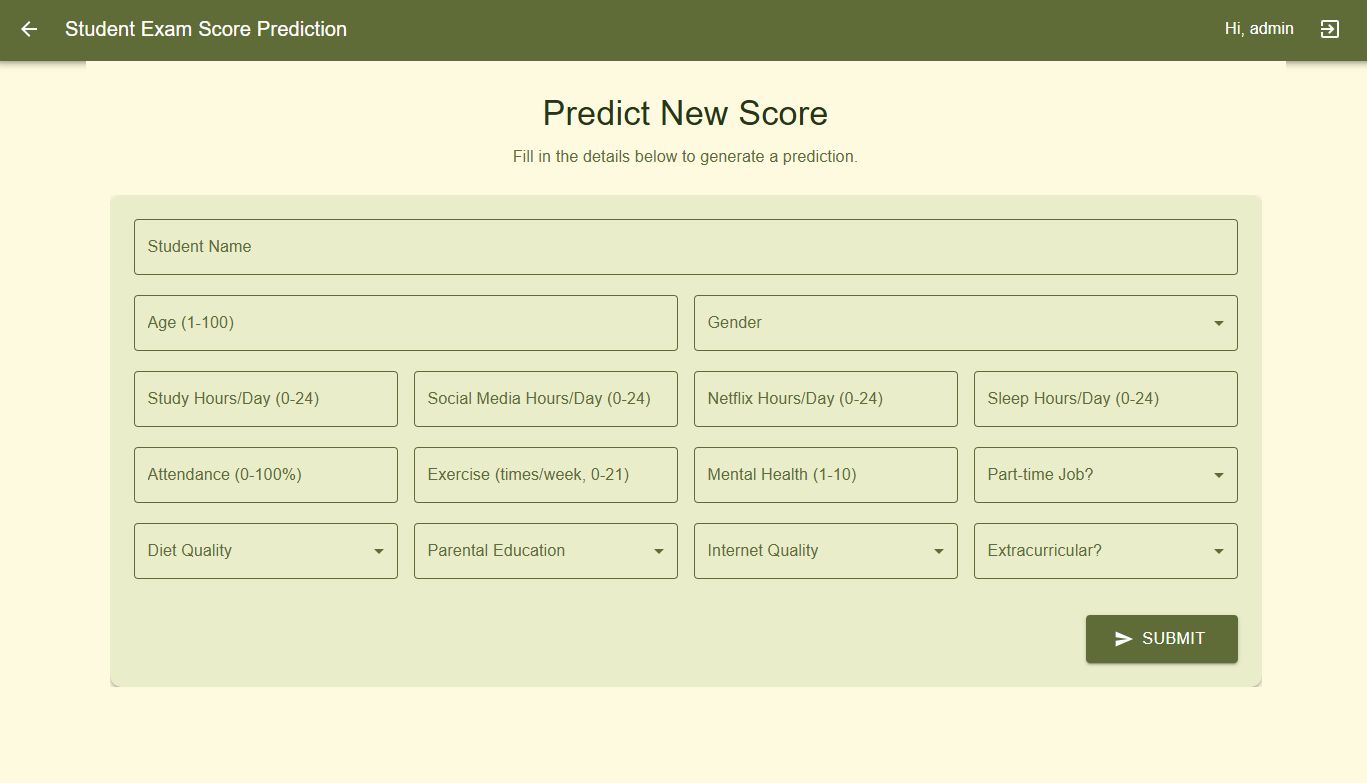 Student Exam Score Prediction
Hi, admin
Predict New Score
Fill in the details below to generate a prediction.
Student Name
Age (1-100)
Gender
Study Hours/Day (0-24)
Social Media Hours/Day (0-24)
Netflix Hours/Day (0-24)
Sleep Hours/Day (0-24)
Attendance (0-100%)
Exercise (times/week, 0-21)
Mental Health (1-10)
Part-time Job?
Diet Quality
Parental Education
Internet Quality
Extracurricular?
SUBMIT